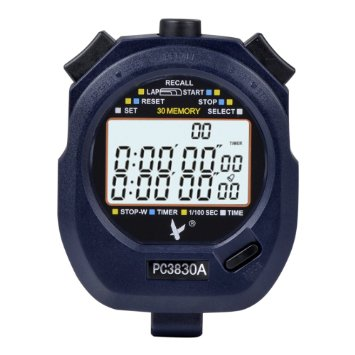 RECALL
LAP START
RESET STOP
SET 30 MEMORY SELECT
00
TIMER
0:00'00"00
0:00'00"00
STOP-W TIMER 1/100 SEC TIME
®
PC3830A